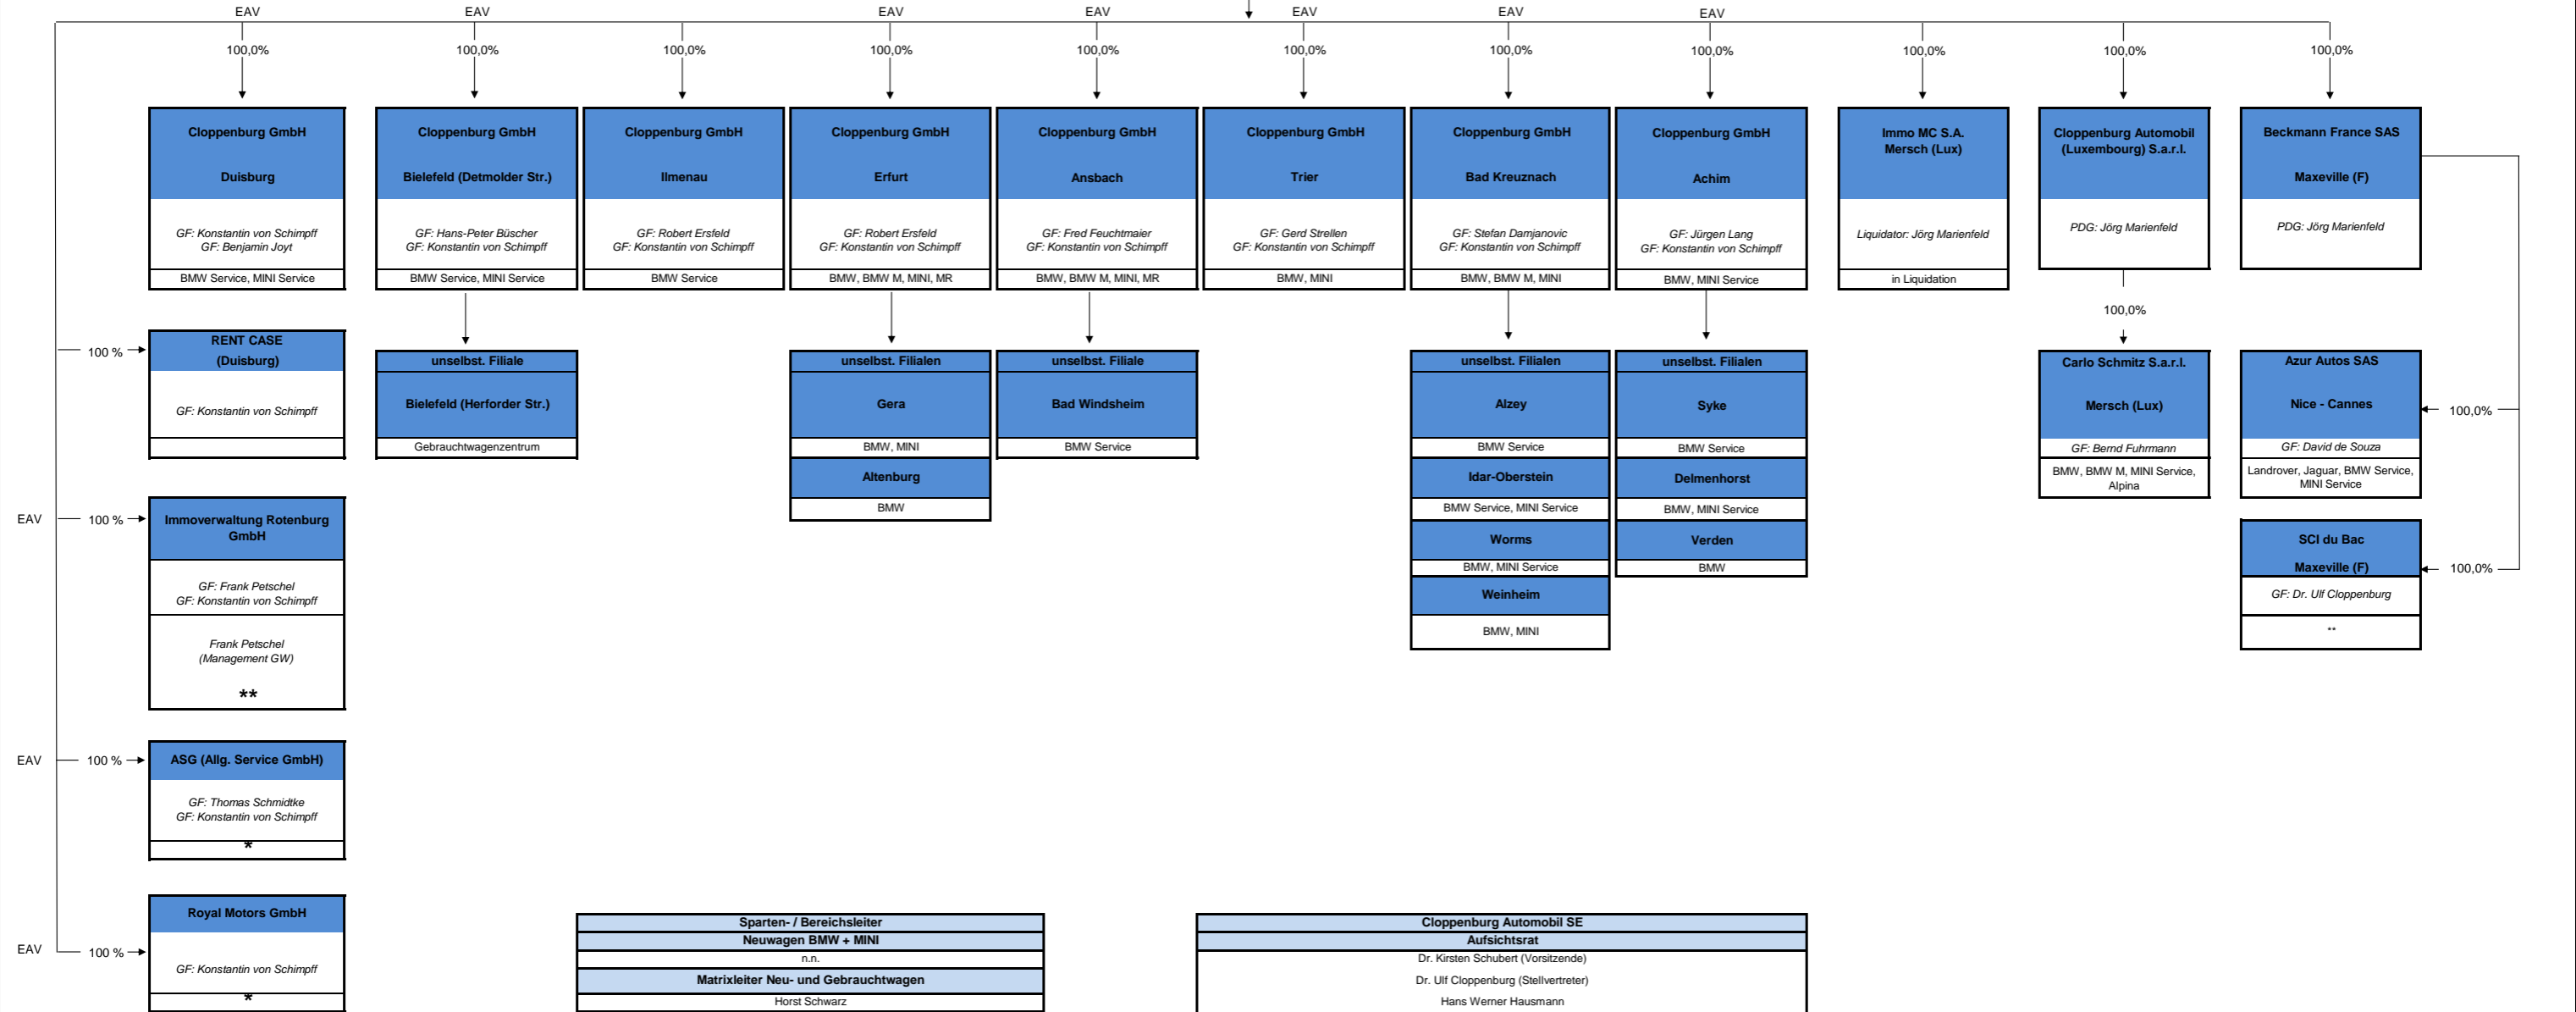 EAV EAV EAV EAV EAV EAV EAV
100,0% 100,0% 100,0% 100,0% 100,0% 100,0% 100,0% 100,0% 100,0% 100,0% 100,0%
Cloppenburg GmbH
Duisburg
GF: Konstantin von Schimpff
GF: Benjamin Joyt
BMW Service, MINI Service
Cloppenburg GmbH
Bielefeld (Detmolder Str.)
GF: Hans-Peter Büscher
GF: Konstantin von Schimpff
BMW Service, MINI Service
Cloppenburg GmbH
Ilmenau
GF: Robert Ersfeld
GF: Konstantin von Schimpff
BMW Service
Cloppenburg GmbH
Erfurt
GF: Robert Ersfeld
GF: Konstantin von Schimpff
BMW, BMW M, MINI, MR
Cloppenburg GmbH
Ansbach
GF: Fred Feuchtmaier
GF: Konstantin von Schimpff
BMW, BMW M, MINI, MR
Cloppenburg GmbH
Trier
GF: Gerd Strellen
GF: Konstantin von Schimpff
BMW, MINI
Cloppenburg GmbH
Bad Kreuznach
GF: Stefan Damjanovic
GF: Konstantin von Schimpff
BMW, BMW M, MINI
Cloppenburg GmbH
Achim
GF: Jürgen Lang
GF: Konstantin von Schimpff
BMW, MINI Service
Immo MC S.A.
Mersch (Lux)
Liquidator: Jörg Marienfeld
in Liquidation
Cloppenburg Automobil
(Luxembourg) S.a.r.l.
PDG: Jörg Marienfeld
Beckmann France SAS
Maxeville (F)
PDG: Jörg Marienfeld
100,0%
100 %
RENT CASE
(Duisburg)
GF: Konstantin von Schimpff
unselbst. Filiale
Bielefeld (Herforder Str.)
Gebrauchtwagenzentrum
unselbst. Filialen
Gera
BMW, MINI
Altenburg
BMW
unselbst. Filiale
Bad Windsheim
BMW Service
unselbst. Filialen
Alzey
BMW Service
Idar-Oberstein
BMW Service, MINI Service
Worms
BMW, MINI Service
Weinheim
BMW, MINI
unselbst. Filialen
Syke
BMW Service
Delmenhorst
BMW, MINI Service
Verden
BMW
Carlo Schmitz S.a.r.l.
Mersch (Lux)
GF: Bernd Fuhrmann
BMW, BMW M, MINI Service,
Alpina
Azur Autos SAS
Nice - Cannes
GF: David de Souza
Landrover, Jaguar, BMW Service,
MINI Service
100,0%
SCI du Bac
Maxeville (F)
GF: Dr. Ulf Cloppenburg
**
100,0%
EAV
100 %
Immoverwaltung Rotenburg
GmbH
GF: Frank Petschel
GF: Konstantin von Schimpff
Frank Petschel
(Management GW)
**
EAV
100 %
ASG (Allg. Service GmbH)
GF: Thomas Schmidtke
GF: Konstantin von Schimpff
*
EAV
100 %
Royal Motors GmbH
GF: Konstantin von Schimpff
*
Sparten- / Bereichsleiter
Neuwagen BMW + MINI
n.n.
Matrixleiter Neu- und Gebrauchtwagen
Horst Schwarz
Cloppenburg Automobil SE
Aufsichtsrat
Dr. Kirsten Schubert (Vorsitzende)
Dr. Ulf Cloppenburg (Stellvertreter)
Hans Werner Hausmann